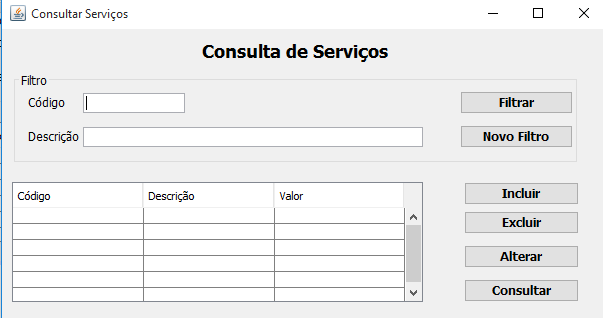 Consultar Serviços
Consulta de Serviços
Filtro
Código
Filtrar
Descrição
Novo Filtro
Código Descrição Valor
Incluir
Excluir
Alterar
Consultar